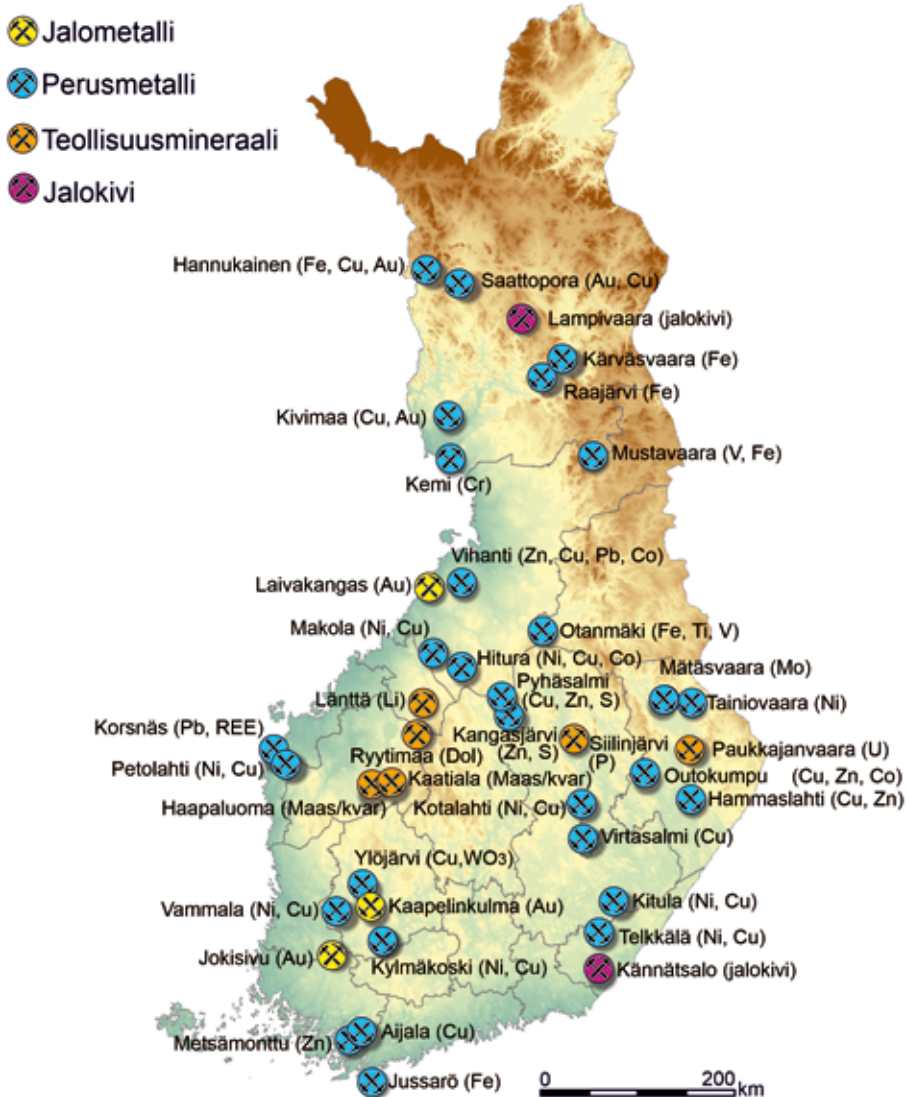 Jalometalli
Perusmetalli
Teollisuusmineraali
Jalokivi
Hannukainen (Fe, Cu, Au)
Saattopora (Au, Cu)
Lampivaara (jalokivi)
Kärväsvaara (Fe)
Raajärvi (Fe)
Kivimaa (Cu, Au)
Mustavaara (V, Fe)
Kemi (Cr)
Vihanti (Zn, Cu, Pb, Co)
Laivakangas (Au)
Makola (Ni, Cu)
Otanmäki (Fe, Ti, V)
Hitura (Ni, Cu, Co)
Mätäsvaara (Mo)
Pyhäsalmi
(Cu, Zn, S)
Länttä (Li)
Tainiovaara (Ni)
Korsnäs (Pb, REE)
Kangasjärvi
(Zn, S)
Siilinjärvi
(P)
Paukkajanvaara (U)
Ryytimaa (Dol)
Petolahti (Ni, Cu)
Kaatiala (Maas/kvar)
Outokumpu (Cu, Zn, Co)
Haapaluoma (Maas/kvar)
Kotalahti (Ni, Cu)
Hammaslahti (Cu, Zn)
Virtasalmi (Cu)
Ylöjärvi (Cu,WO₃)
Vammala (Ni, Cu)
Kaapelinkulma (Au)
Kitula (Ni, Cu)
Telkkälä (Ni, Cu)
Jokisivu (Au)
Kylmäkoski (Ni, Cu)
Kännätsalo (jalokivi)
Aijala (Cu)
Metsämonttu (Zn)
Jussarö (Fe)
0 200 km